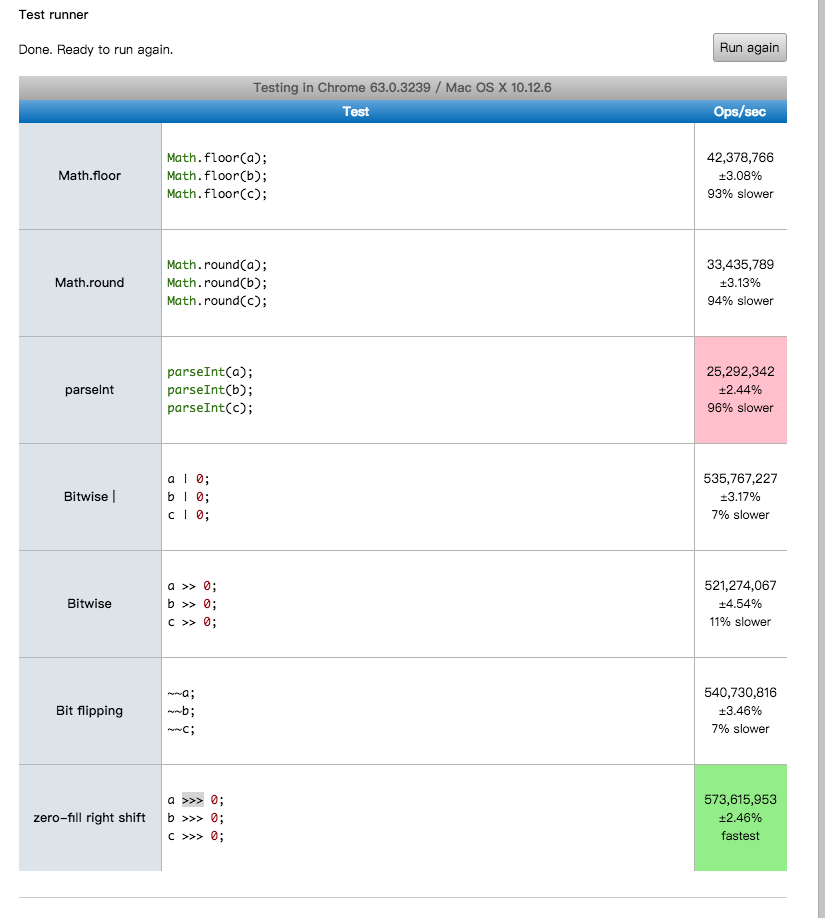 Test runner
Done. Ready to run again.
Run again
Testing in Chrome 63.0.3239 / Mac OS X 10.12.6
Test
Ops/sec
Math.floor
Math.floor(a);
Math.floor(b);
Math.floor(c);
42,378,766
±3.08%
93% slower
Math.round
Math.round(a);
Math.round(b);
Math.round(c);
33,435,789
±3.13%
94% slower
parseInt
parseInt(a);
parseInt(b);
parseInt(c);
25,292,342
±2.44%
96% slower
Bitwise |
a | 0;
b | 0;
c | 0;
535,767,227
±3.17%
7% slower
Bitwise
a >> 0;
b >> 0;
c >> 0;
521,274,067
±4.54%
11% slower
Bit flipping
~~a;
~~b;
~~c;
540,730,816
±3.46%
7% slower
zero-fill right shift
a >>> 0;
b >>> 0;
c >>> 0;
573,615,953
±2.46%
fastest